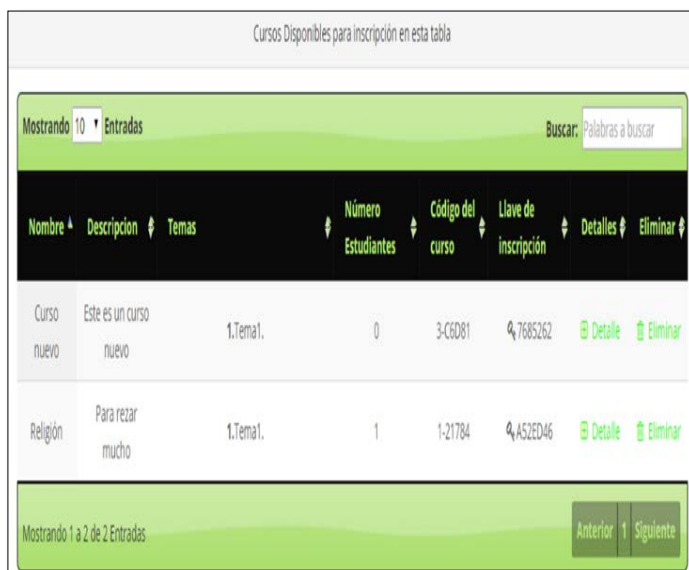 Cursos Disponibles para inscripción en esta tabla
Mostrando 10 Entradas Buscar: Palabras a buscar
Nombre Descripcion Temas Número Estudiantes Código del curso Llave de inscripción Detalles Eliminar
Curso nuevo Este es un curso nuevo 1.Tema1. 0 3-C6D81 7685262 Detalle Eliminar
Religión Para rezar mucho 1.Tema1. 1 1-21784 A52ED46 Detalle Eliminar
Mostrando 1 a 2 de 2 Entradas Anterior 1 Siguiente